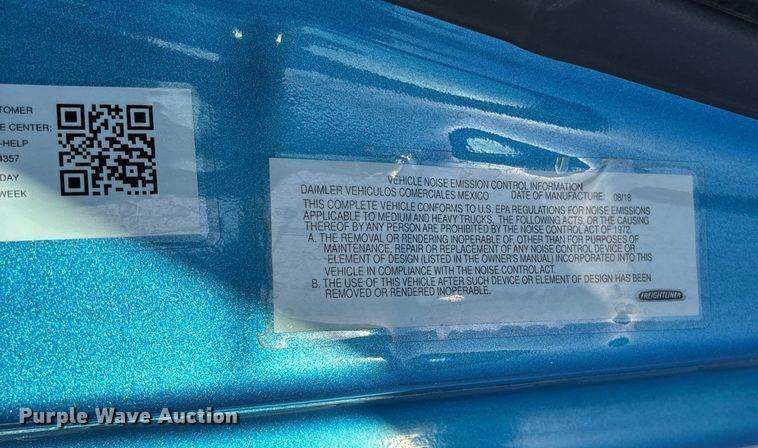 TOMER
E CENTER:
-HELP
4357
DAY
WEEK
VEHICLE NOISE EMISSION CONTROL INFORMATION
DAIMLER VEHICULOS COMERCIALES MEXICO DATE OF MANUFACTURE: 08/18
THIS COMPLETE VEHICLE CONFORMS TO U.S. EPA REGULATIONS FOR NOISE EMISSIONS
APPLICABLE TO MEDIUM AND HEAVY TRUCKS. THE FOLLOWING ACTS, OR THE CAUSING
THEREOF BY ANY PERSON ARE PROHIBITED BY THE NOISE CONTROL ACT OF 1972.
A. THE REMOVAL OR RENDERING INOPERABLE OF, OTHER THAN FOR PURPOSES OF
MAINTENANCE, REPAIR OR REPLACEMENT OF ANY NOISE CONTROL DEVICE OR
ELEMENT OF DESIGN (LISTED IN THE OWNER'S MANUAL) INCORPORATED INTO THIS
VEHICLE IN COMPLIANCE WITH THE NOISE CONTROL ACT.
B. THE USE OF THIS VEHICLE AFTER SUCH DEVICE OR ELEMENT OF DESIGN HAS BEEN
REMOVED OR RENDERED INOPERABLE.
FREIGHTLINER
Purple Wave Auction